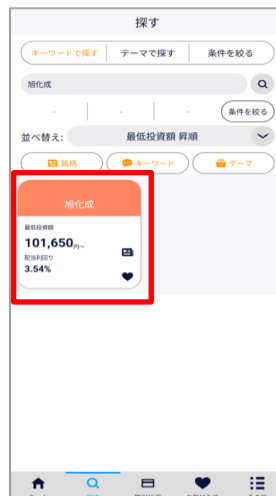 探す
キーワードで探す テーマで探す 条件を絞る
旭化成
条件を絞る
並べ替え: 最低投資額 昇順
銘柄 キーワード テーマ
旭化成
最低投資額
101,650円~
配当利回り
3.54%